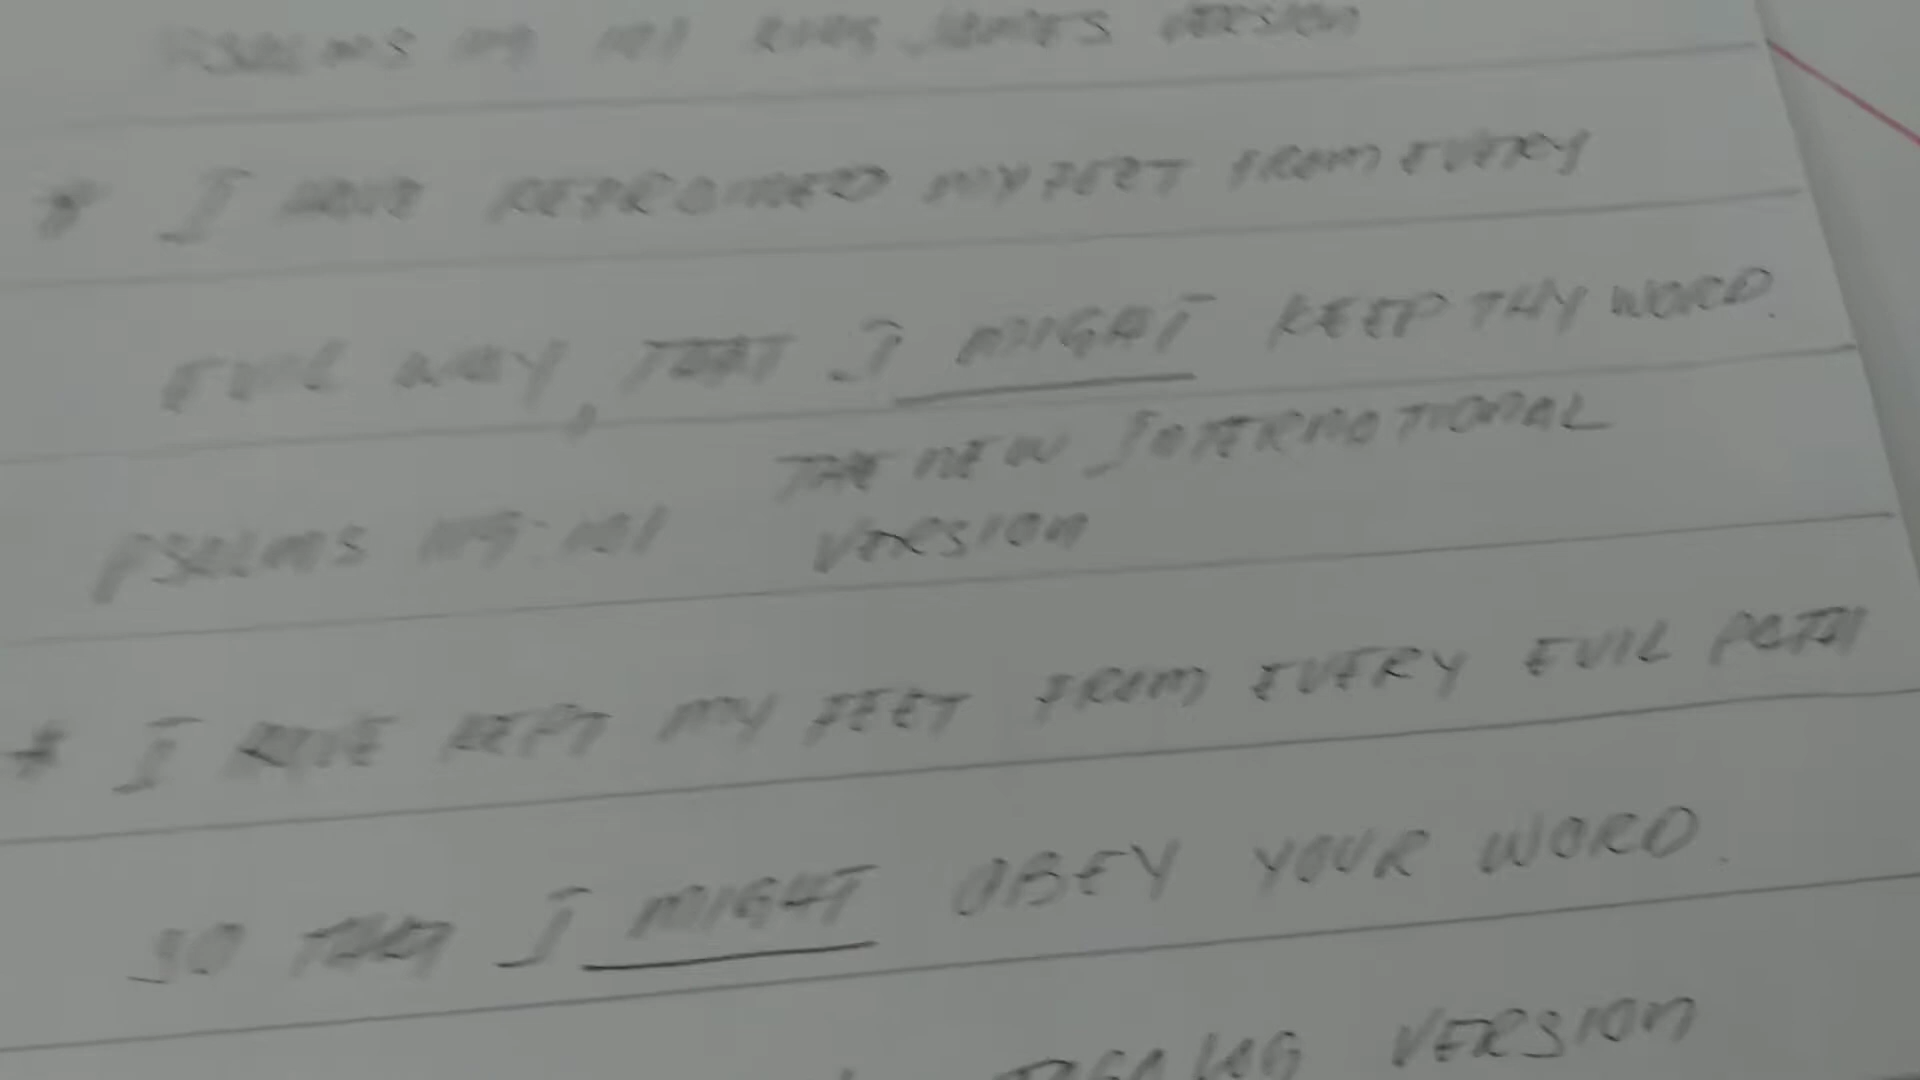 PSALMS 119 101 KING JAMES VERSION
* I HAVE REFRAINED MY FEET FROM EVERY
EVIL WAY, THAT I MIGHT KEEP THY WORD.
THE NEW INTERNATIONAL
PSALMS 119:101 VERSION
* I HAVE KEPT MY FEET FROM EVERY EVIL PATH
SO THAT I MIGHT OBEY YOUR WORD.
TAGALOG VERSION